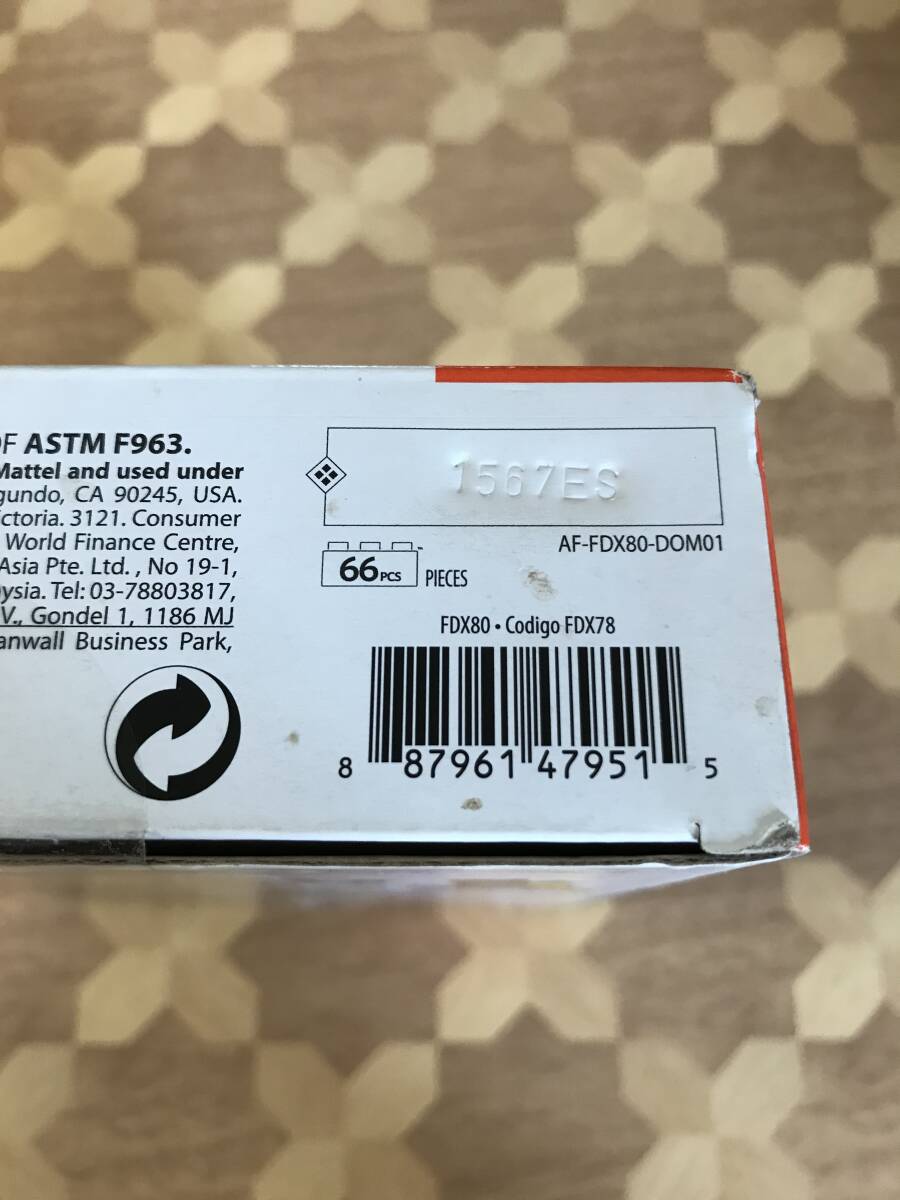 OF ASTM F963.
Mattel and used under
gundo, CA 90245, USA.
ictoria. 3121. Consumer
World Finance Centre,
Asia Pte. Ltd., No 19-1,
ysia. Tel: 03-78803817,
V., Gondel 1, 1186 MJ
anwall Business Park,
1567ES
AF-FDX80-DOM01
66PCS PIECES
FDX80 • Codigo FDX78
8 87961 47951 5